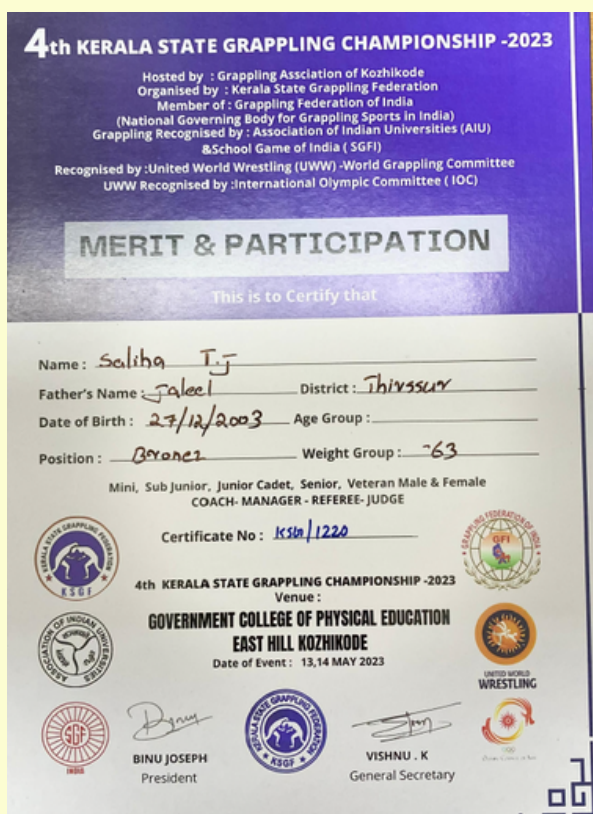 4th KERALA STATE GRAPPLING CHAMPIONSHIP -2023
Hosted by : Grappling Assciation of Kozhikode
Organised by : Kerala State Grappling Federation
Member of : Grappling Federation of India
(National Governing Body for Grappling Sports in India)
Grappling Recognised by : Association of Indian Universities (AIU)
&School Game of India ( SGFI)
Recognised by :United World Wrestling (UWW) -World Grappling Committee
UWW Recognised by :International Olympic Committee ( IOC)
MERIT & PARTICIPATION
This is to Certify that
Name : Saliha T.J
Father's Name : Jaleel District : Thirssur
Date of Birth : 27/12/2003 Age Group :
Position : Bronez Weight Group : -63
Mini, Sub Junior, Junior Cadet, Senior, Veteran Male & Female
COACH- MANAGER - REFEREE- JUDGE
Certificate No : KSGF/1220
KERALA STATE GRAPPLING FEDERATION
KSGF
GRAPPLING FEDERATION OF INDIA
GFI
4th KERALA STATE GRAPPLING CHAMPIONSHIP -2023
Venue :
GOVERNMENT COLLEGE OF PHYSICAL EDUCATION
EAST HILL KOZHIKODE
Date of Event : 13,14 MAY 2023
ASSOCIATION OF INDIAN UNIVERSITIES
UNITED WORLD
WRESTLING
SGF
INDIA
KERALA STATE GRAPPLING FEDERATION
KSGF
BINU JOSEPH
President
VISHNU . K
General Secretary